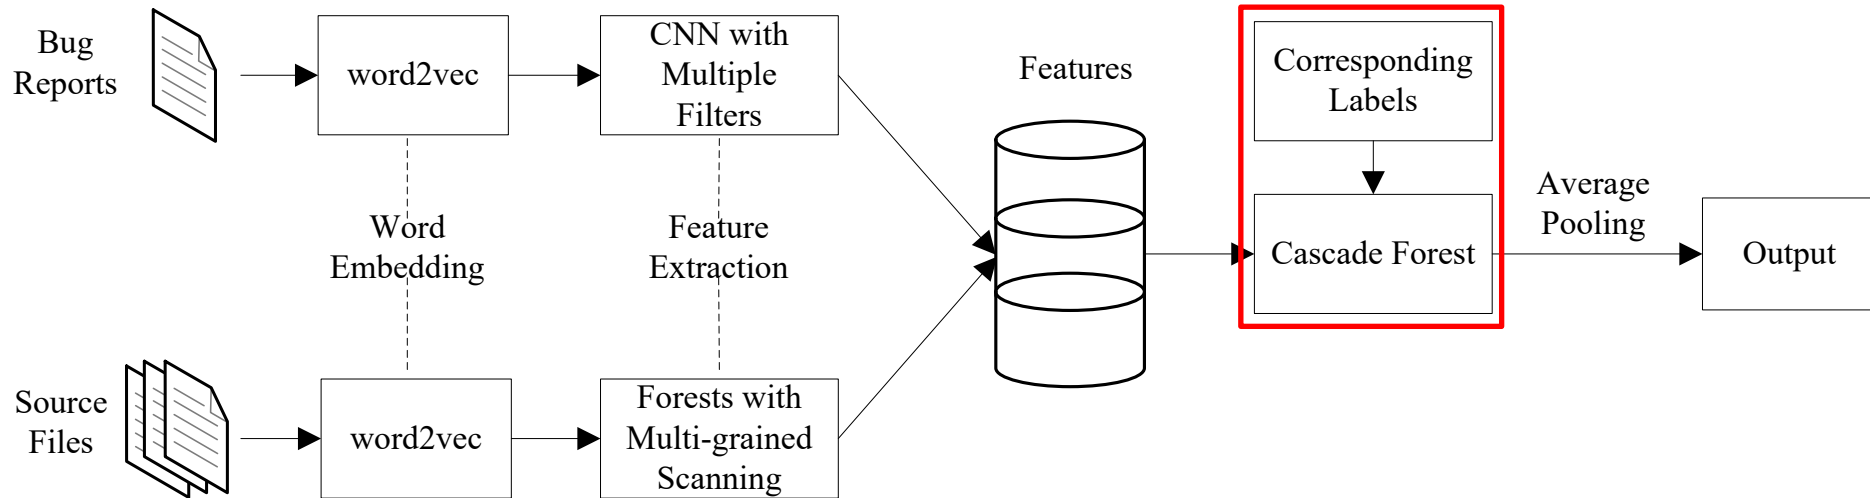 Bug
Reports
word2vec
CNN with
Multiple
Filters
Features
Corresponding
Labels
Word
Embedding
Feature
Extraction
Cascade Forest
Average
Pooling
Output
Source
Files
word2vec
Forests with
Multi-grained
Scanning